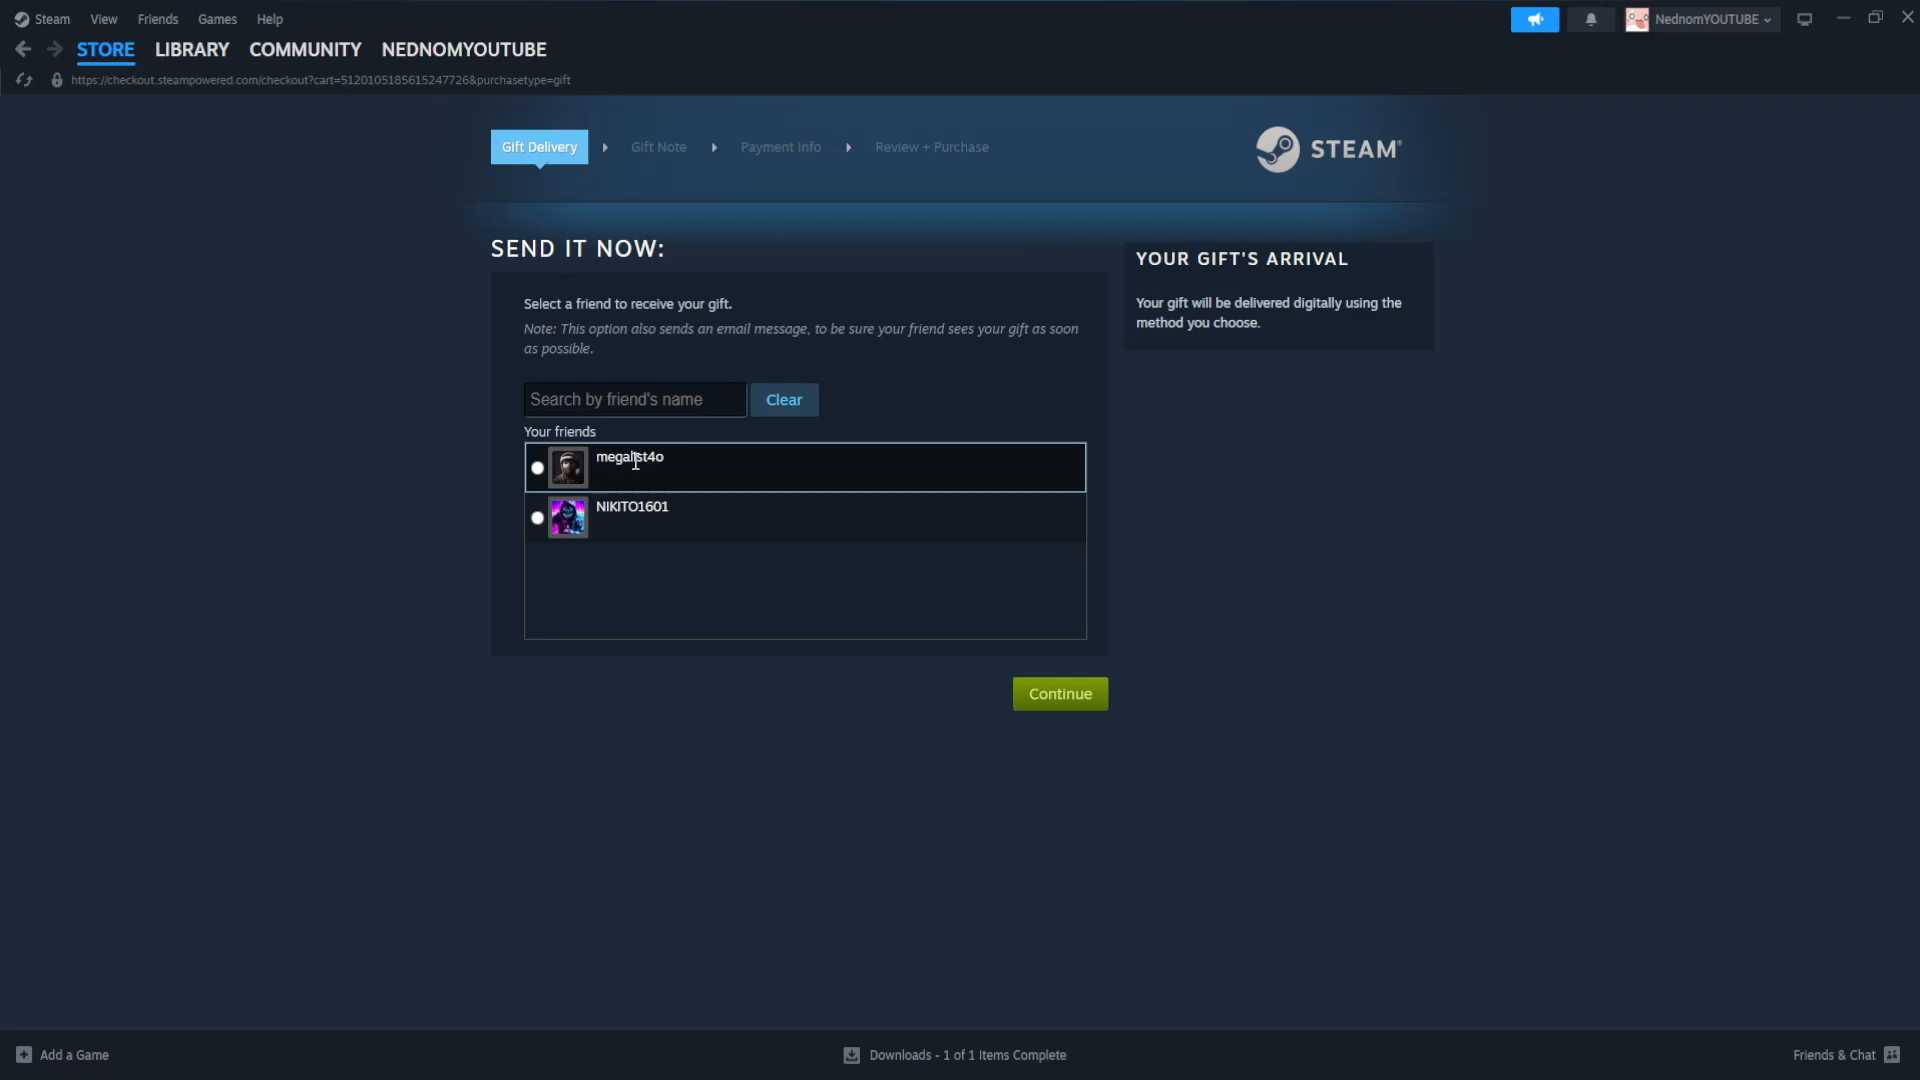 Steam View Friends Games Help
NednomYOUTUBE
STORE LIBRARY COMMUNITY NEDNOMYOUTUBE
https://checkout.steampowered.com/checkout?cart=5120105185615247726&purchasetype=gift
Gift Delivery Gift Note Payment Info Review + Purchase
STEAM®
SEND IT NOW:
Select a friend to receive your gift.
Note: This option also sends an email message, to be sure your friend sees your gift as soon
as possible.
Search by friend's name Clear
Your friends
NIKITO1601
Continue
YOUR GIFT'S ARRIVAL
Your gift will be delivered digitally using the
method you choose.
Add a Game
Downloads - 1 of 1 Items Complete
Friends & Chat